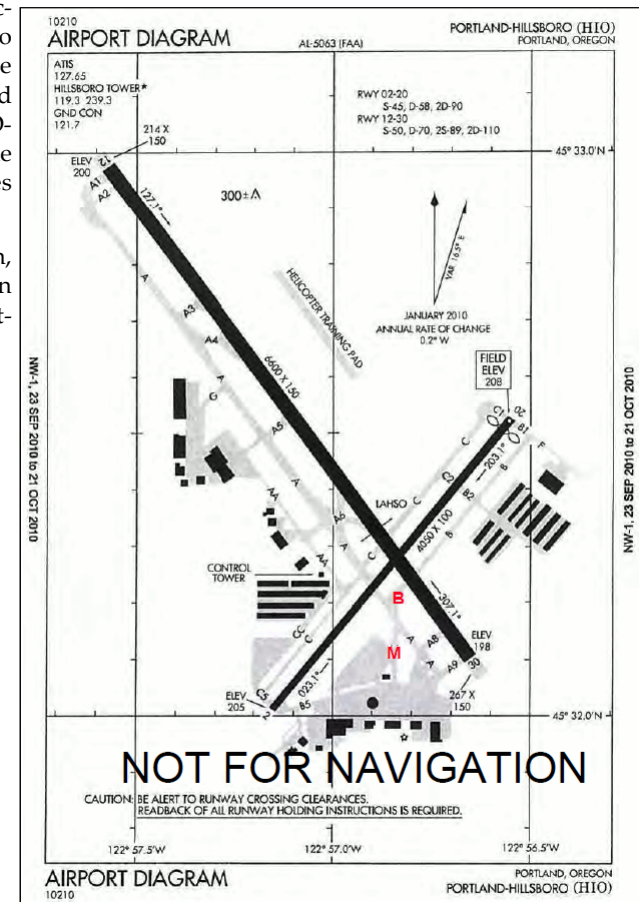 c-
o
e
d
D-
e
es
n,
n
t-
10210
AIRPORT DIAGRAM
AL-5063 (FAA)
PORTLAND-HILLSBORO (HIO)
PORTLAND, OREGON
ATIS
127.65
HILLSBORO TOWER*
119.3 239.3
GND CON
121.7
RWY 02-20
S-45, D-58, 2D-90
RWY 12-30
S-50, D-70, 2S-89, 2D-110
214 X
150
45° 33.0'N
ELEV
200
12
A1
A2
127.1°
300±
VAR 16.5° E
A
HELICOPTER TRAINING PAD
JANUARY 2010
ANNUAL RATE OF CHANGE
0.2° W
A3
A4
FIELD
ELEV
208
6600 X 150
A
G
C1
20
B1
F
A5
C
203.1°
C2
B
B2
A
AA
LAHSO
C
A6
A
4050 X 100
B
C
AA
CONTROL
TOWER
307.1°
B
CC
C
A
A8
ELEV
198
M
A
A9
30
023.1°
C5
ELEV
205
2
B5
267 X
150
45° 32.0'N
NOT FOR NAVIGATION
CAUTION: BE ALERT TO RUNWAY CROSSING CLEARANCES.
READBACK OF ALL RUNWAY HOLDING INSTRUCTIONS IS REQUIRED.
122° 57.5'W
122° 57.0'W
122° 56.5'W
AIRPORT DIAGRAM
10210
PORTLAND, OREGON
PORTLAND-HILLSBORO (HIO)
NW-1, 23 SEP 2010 to 21 OCT 2010
NW-1, 23 SEP 2010 to 21 OCT 2010